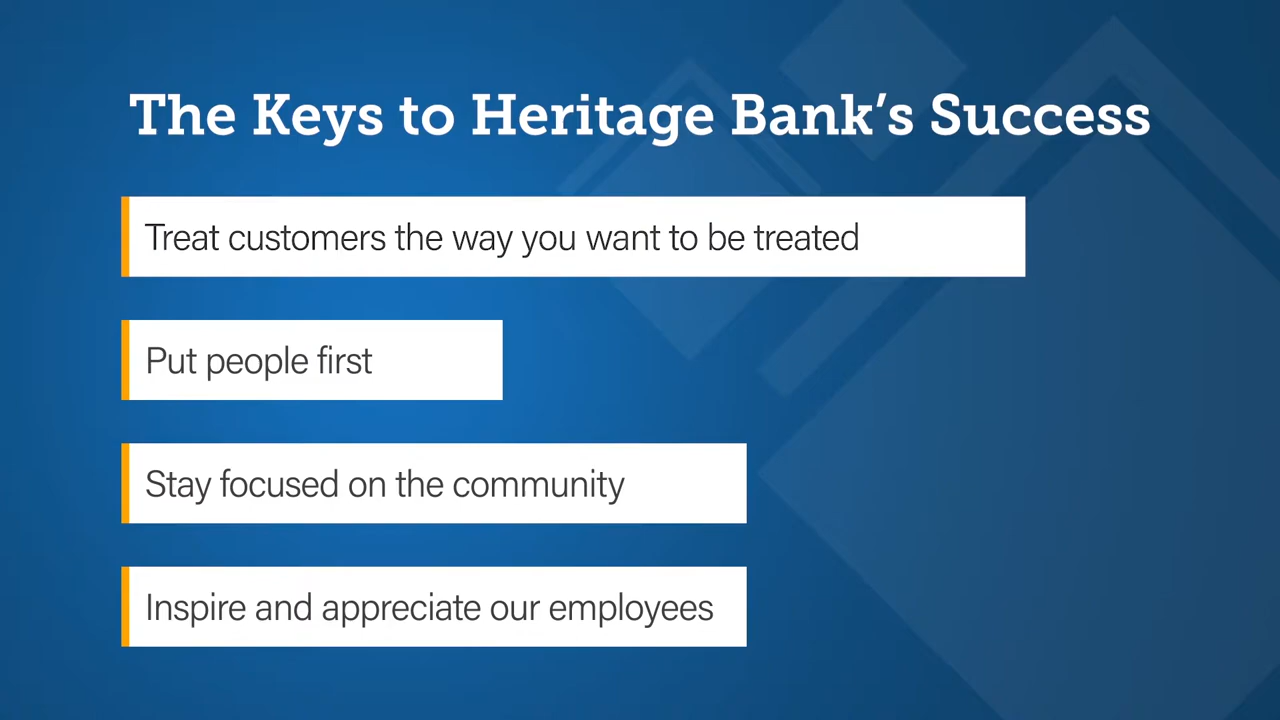 The Keys to Heritage Bank’s Success
Treat customers the way you want to be treated
Put people first
Stay focused on the community
Inspire and appreciate our employees